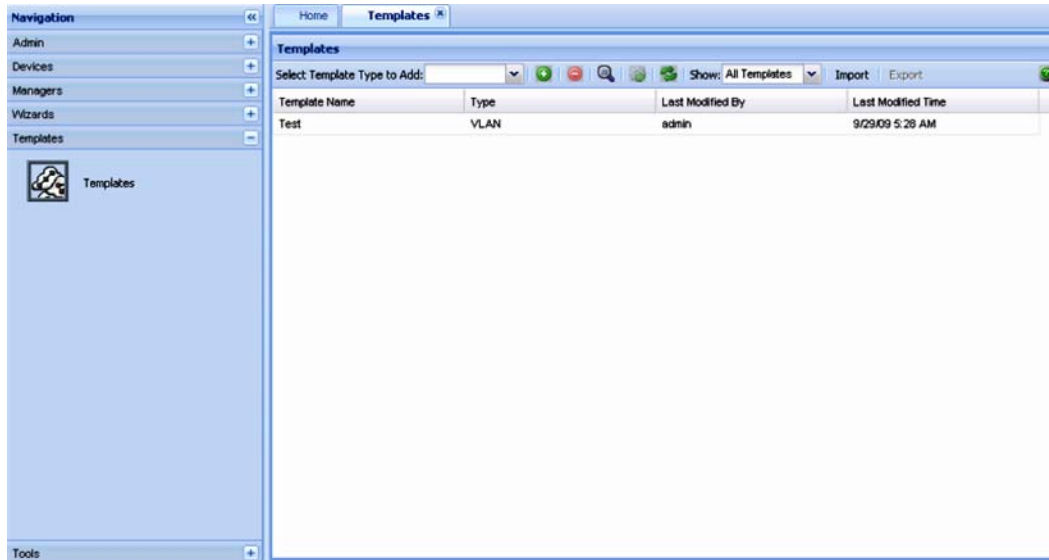 Navigation
Home
Templates
Admin
Devices
Managers
Wizards
Templates
Templates
Tools
Templates
Select Template Type to Add:
Show: All Templates
Import
Export
Template Name Type Last Modified By Last Modified Time
Test VLAN admin 9/29/09 5:28 AM